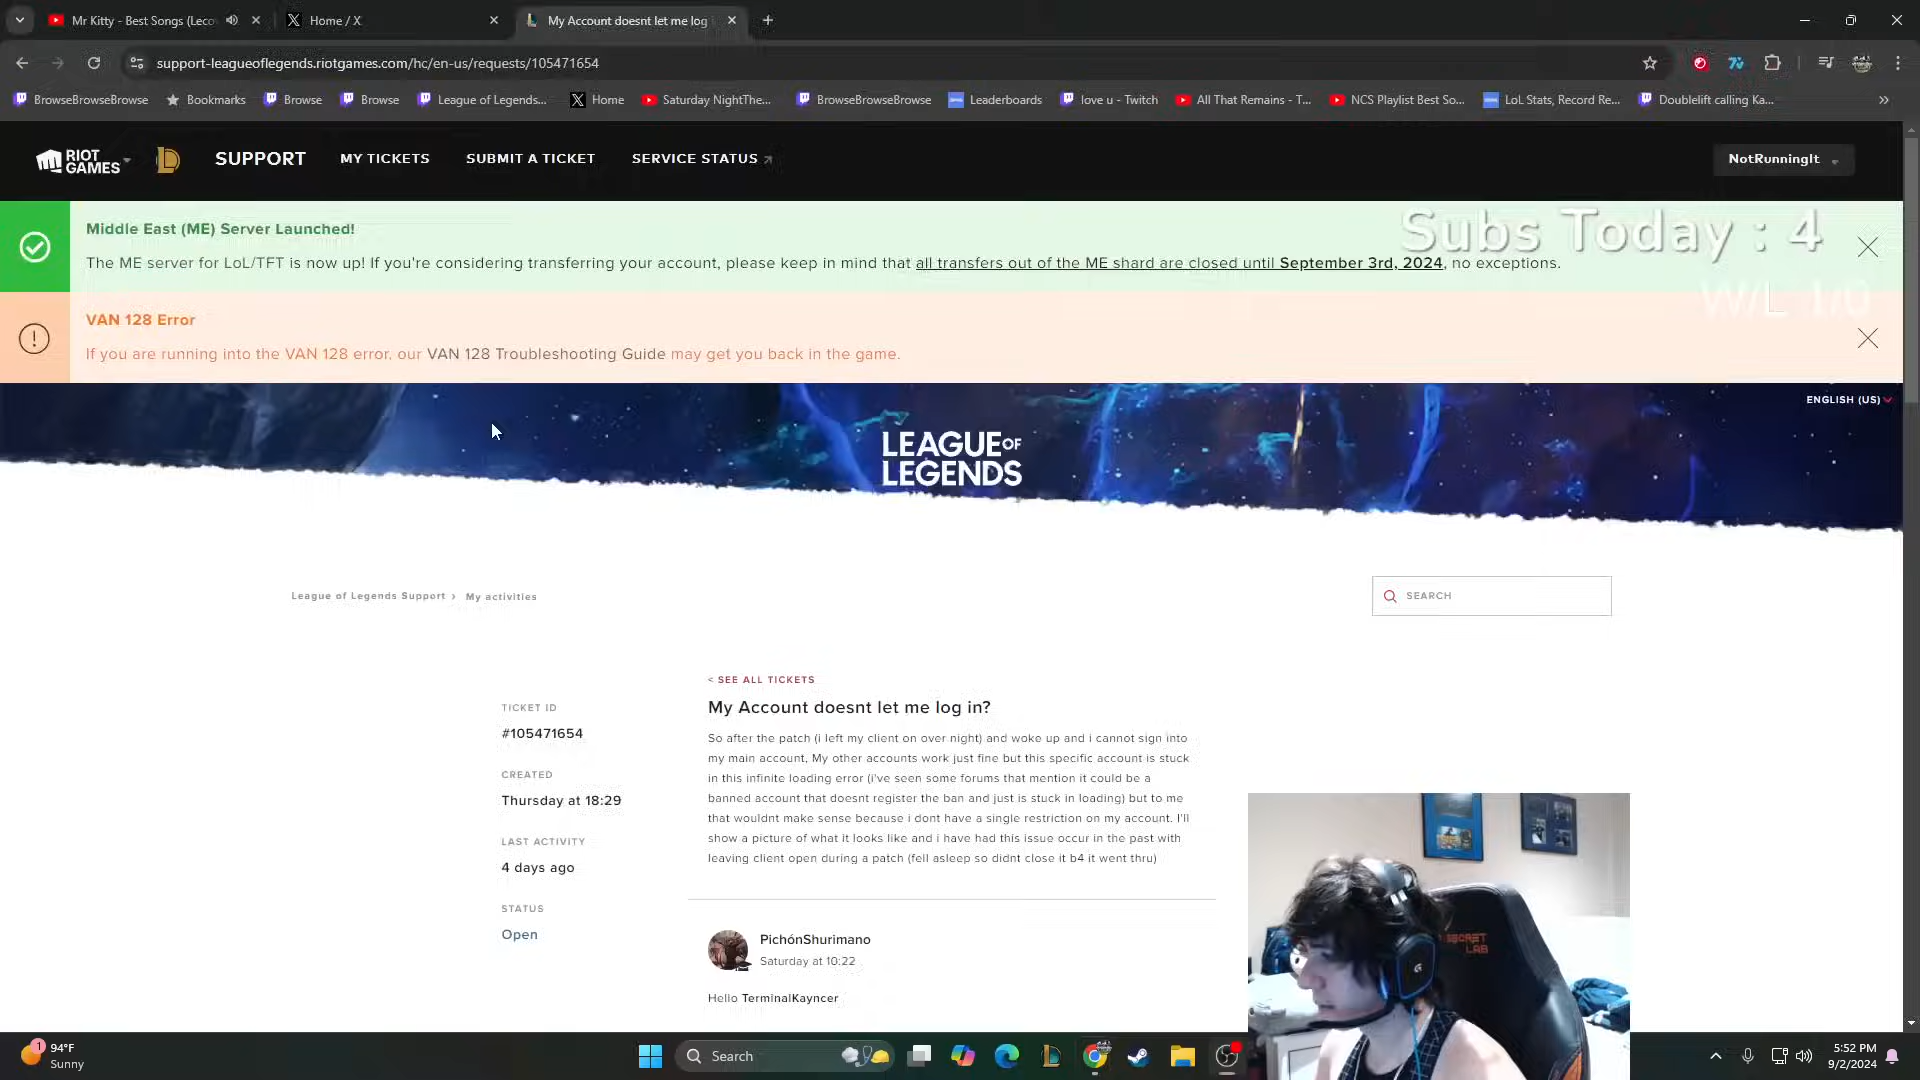 Mr Kitty - Best Songs (Leco
Home / X
My Account doesnt let me log
support-leagueoflegends.riotgames.com/hc/en-us/requests/105471654
BrowseBrowseBrowse
Bookmarks
Browse
Browse
League of Legends...
Home
Saturday NightThe...
BrowseBrowseBrowse
Leaderboards
love u - Twitch
All That Remains - T...
NCS Playlist Best So...
LoL Stats, Record Re...
Doublelift calling Ka...
RIOT
GAMES
SUPPORT
MY TICKETS
SUBMIT A TICKET
SERVICE STATUS
NotRunningIt
Middle East (ME) Server Launched!
The ME server for LoL/TFT is now up! If you're considering transferring your account, please keep in mind that all transfers out of the ME shard are closed until September 3rd, 2024, no exceptions.
Subs Today : 4
W/L 1/0
VAN 128 Error
If you are running into the VAN 128 error, our VAN 128 Troubleshooting Guide may get you back in the game.
ENGLISH (US)
LEAGUE OF
LEGENDS
League of Legends Support › My activities
SEARCH
< SEE ALL TICKETS
TICKET ID
#105471654
CREATED
Thursday at 18:29
LAST ACTIVITY
4 days ago
STATUS
Open
My Account doesnt let me log in?
So after the patch (i left my client on over night) and woke up and i cannot sign into
my main account, My other accounts work just fine but this specific account is stuck
in this infinite loading error (i've seen some forums that mention it could be a
banned account that doesnt register the ban and just is stuck in loading) but to me
that wouldnt make sense because i dont have a single restriction on my account. I'll
show a picture of what it looks like and i have had this issue occur in the past with
leaving client open during a patch (fell asleep so didnt close it b4 it went thru)
PichónShurimano
Saturday at 10:22
Hello TerminalKayncer
SECRET
LAB
1
94°F
Sunny
Search
5:52 PM
9/2/2024